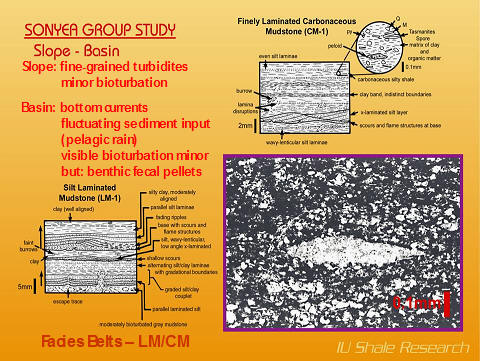 SONYEA GROUP STUDY
Slope - Basin
Slope: fine-grained turbidites
minor bioturbation
Basin: bottom currents
fluctuating sediment input
(pelagic rain)
visible bioturbation minor
but: benthic fecal pellets
Finely Laminated Carbonaceous
Mudstone (CM-1)
Q
M
Py
Tasmanites
Spore
matrix of clay
and organic
matter
peloid
0.1mm
even silt laminae
carbonaceous silty shale
burrow
clay band, indistinct boundaries
lamina
disruptions
x-laminated silt layer
2mm
scours and flame structures at base
wavy-lenticular silt laminae
Silt Laminated
Mudstone (LM-1)
clay (well aligned)
silty clay, moderately
aligned
parallel silt laminae
fading ripples
base with scours and
flame structures
silt, wavy-lenticular,
low angle x-laminated
faint
burrows
clay
shallow scours
alternating silt/clay laminae
with gradational boundaries
graded silt/clay
couplet
5mm
escape trace
parallel laminated silt
moderately bioturbated gray mudstone
0.1mm
Facies Belts – LM/CM
IU Shale Research